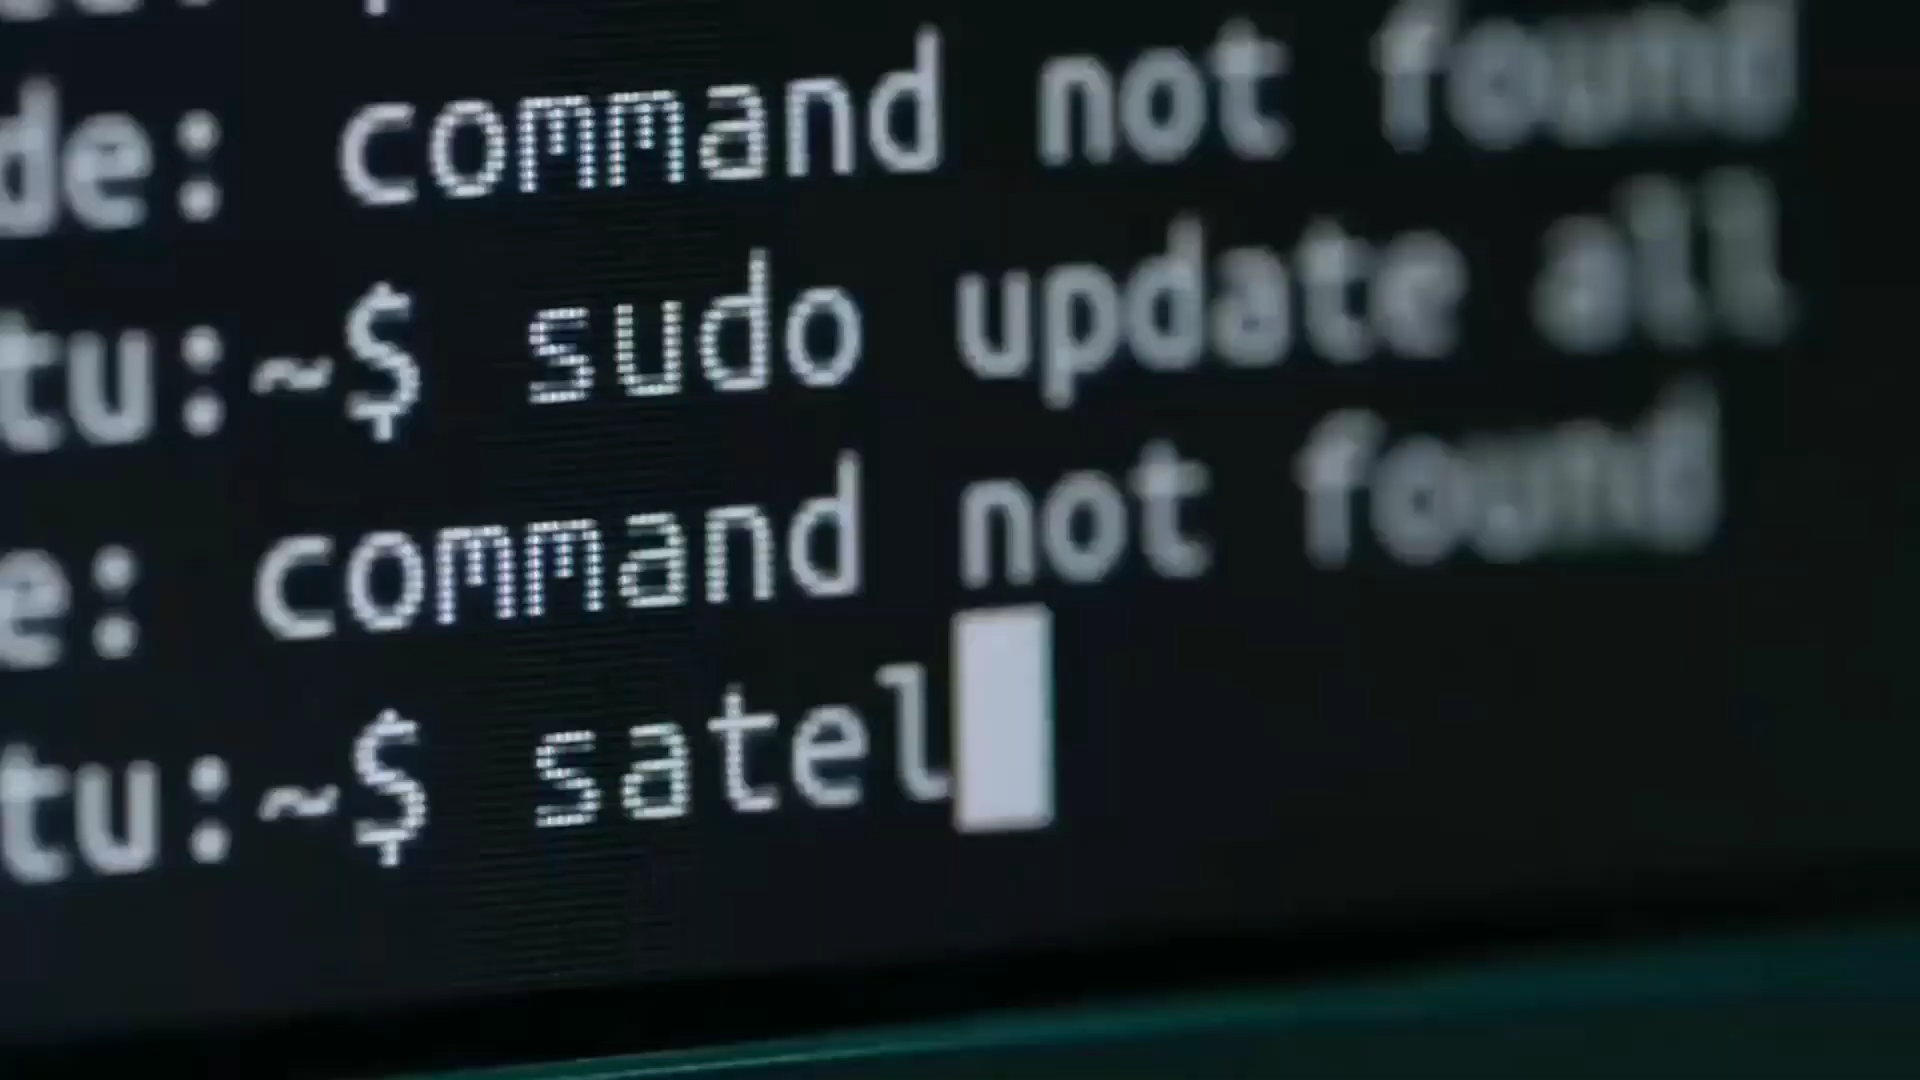 de: command not found
tu:~$ sudo update all
e: command not found
tu:~$ satel